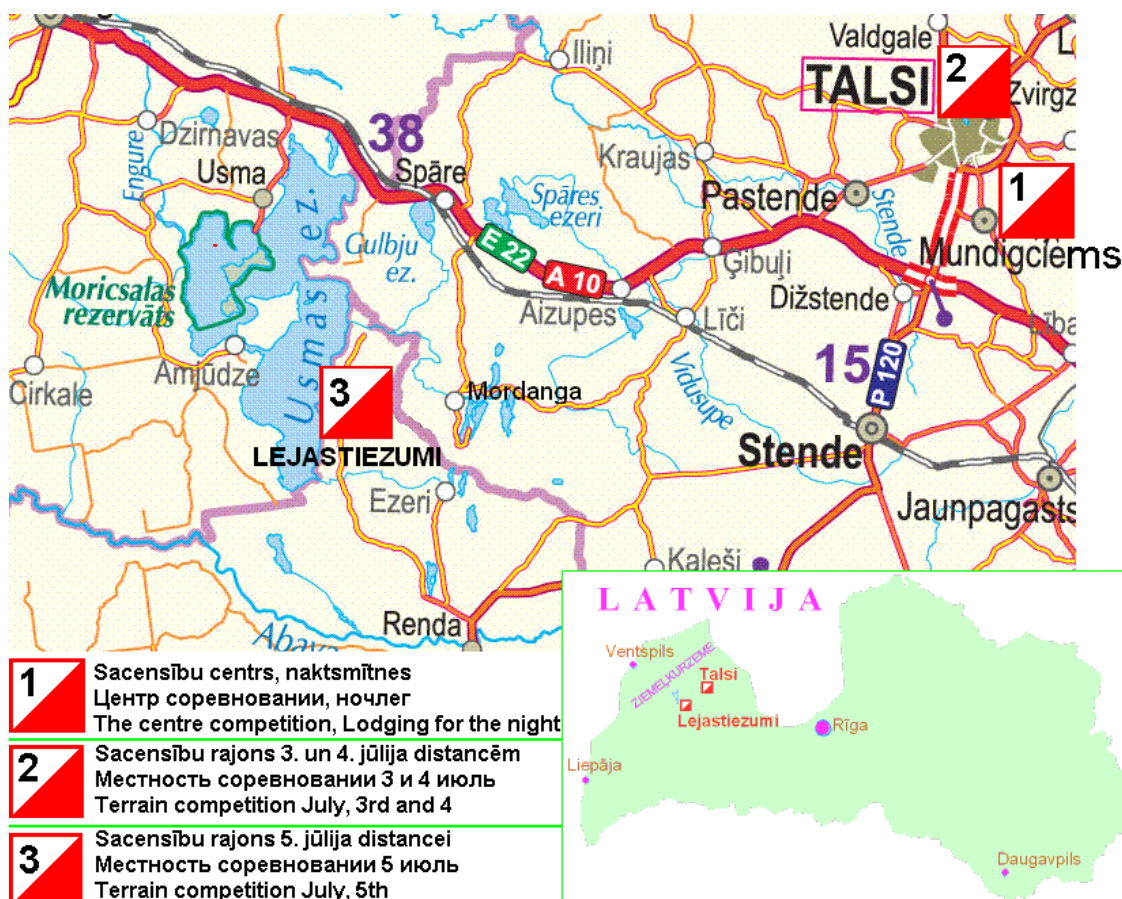 Valdgale
Iliņi
TALSI
2
Zvirgz
Dzirnavas
38
Engure
Kraujas
Usma
Spāre
Pastende
1
Spāres
ezeri
Stende
Gulbju
ez.
E 22
Mundigciems
Ģibuļi
A 10
Moricsalas
rezervāts
Usmas ez.
Dižstende
Aizupes
Līči
Lība
15
Amjūdze
Cirkale
3
Mordanga
Vidusupe
P 120
LEJASTIEZUMI
Stende
Ezeri
Jaunpagasts
Kaleši
Renda
Abava
1
Sacensību centrs, naktsmītnes
Центр соревновании, ночлег
The centre competition, Lodging for the night
2
Sacensību rajons 3. un 4. jūlija distancēm
Местность соревновании 3 и 4 июль
Terrain competition July, 3rd and 4
3
Sacensību rajons 5. jūlija distancei
Местность соревновании 5 июль
Terrain competition July, 5th
LATVIJA
Ventspils
ZIEMEĻKURZEME
Talsi
Lejastiezumi
Rīga
Liepāja
Daugavpils